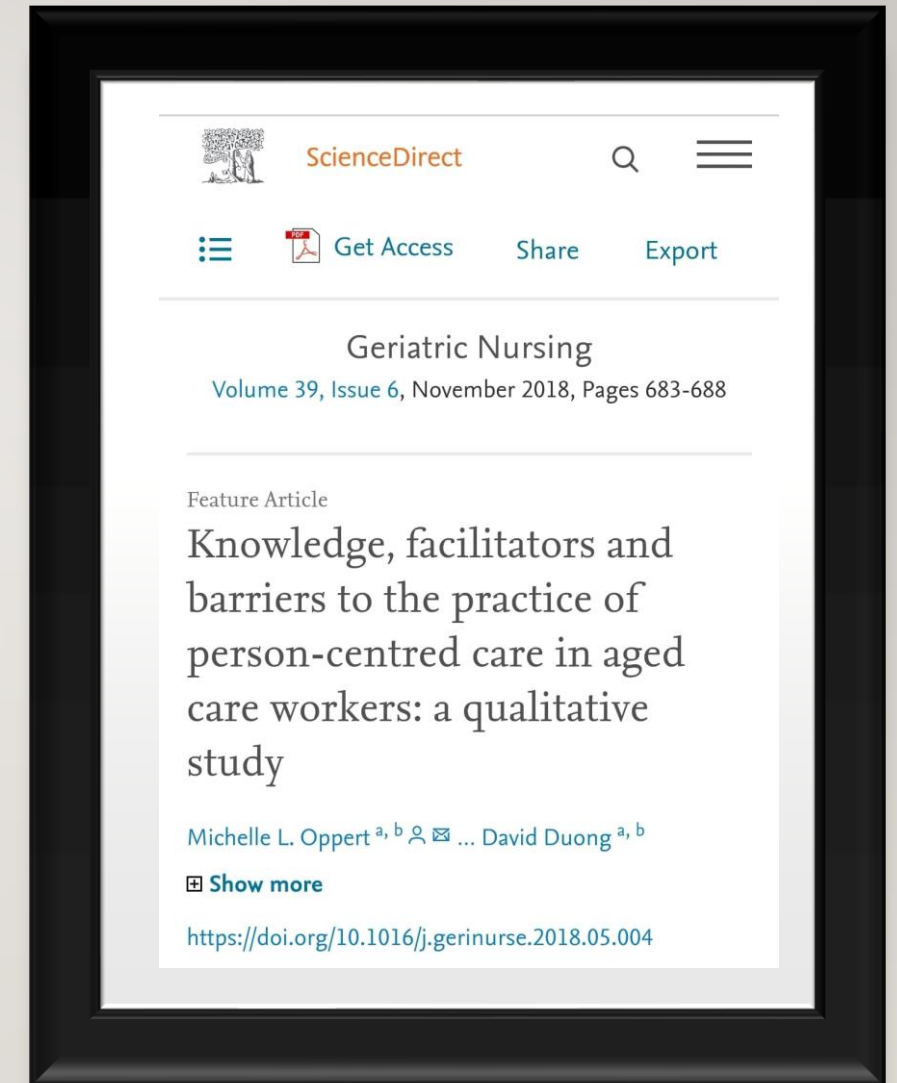 ScienceDirect
PDF
Get Access Share Export
Geriatric Nursing
Volume 39, Issue 6, November 2018, Pages 683-688
Feature Article
Knowledge, facilitators and
barriers to the practice of
person-centred care in aged
care workers: a qualitative
study
Michelle L. Oppert a, b ... David Duong a, b
Show more
https://doi.org/10.1016/j.gerinurse.2018.05.004